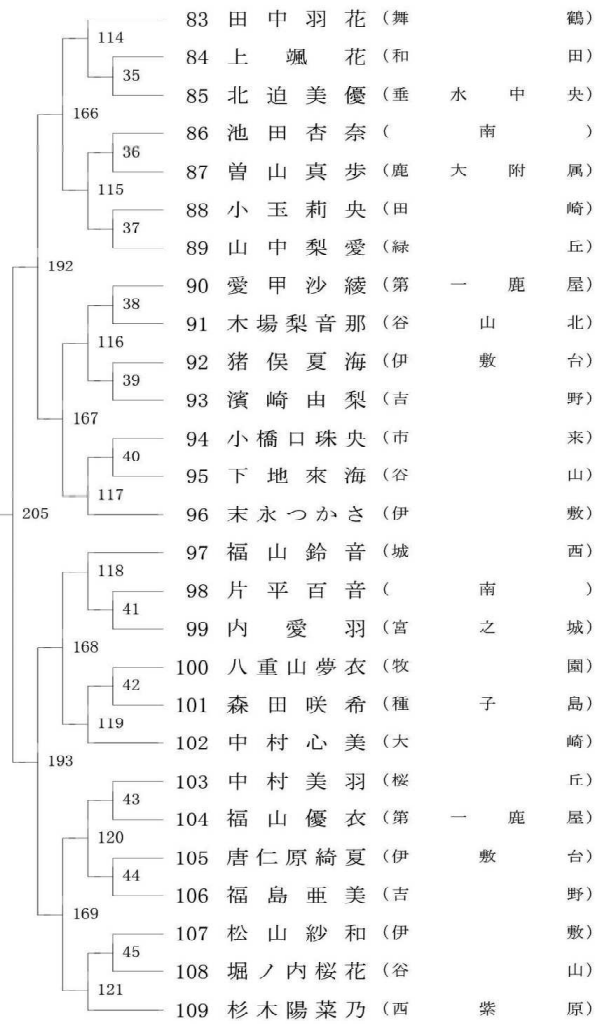 83 田中羽花 (舞鶴)
114
84 上颯花 (和田)
35
85 北迫美優 (垂水中央)
166
86 池田杏奈 (南)
36
87 曽山真歩 (鹿大附属)
115
88 小玉莉央 (田崎)
37
89 山中梨愛 (緑丘)
192
90 愛甲沙綾 (第一鹿屋)
38
91 木場梨音那 (谷山北)
116
92 猪俣夏海 (伊敷台)
39
93 濱崎由梨 (吉野)
167
94 小橋口珠央 (市来)
40
95 下地來海 (谷山)
117
96 末永つかさ (伊敷)
205
97 福山鈴音 (城西)
118
98 片平百音 (南)
41
99 内愛羽 (宮之城)
168
100 八重山夢衣 (牧園)
42
101 森田咲希 (種子島)
119
102 中村心美 (大崎)
193
103 中村美羽 (桜丘)
43
104 福山優衣 (第一鹿屋)
120
105 唐仁原綺夏 (伊敷台)
44
106 福島亜美 (吉野)
169
107 松山紗和 (伊敷)
45
108 堀ノ内桜花 (谷山)
121
109 杉木陽菜乃 (西紫原)